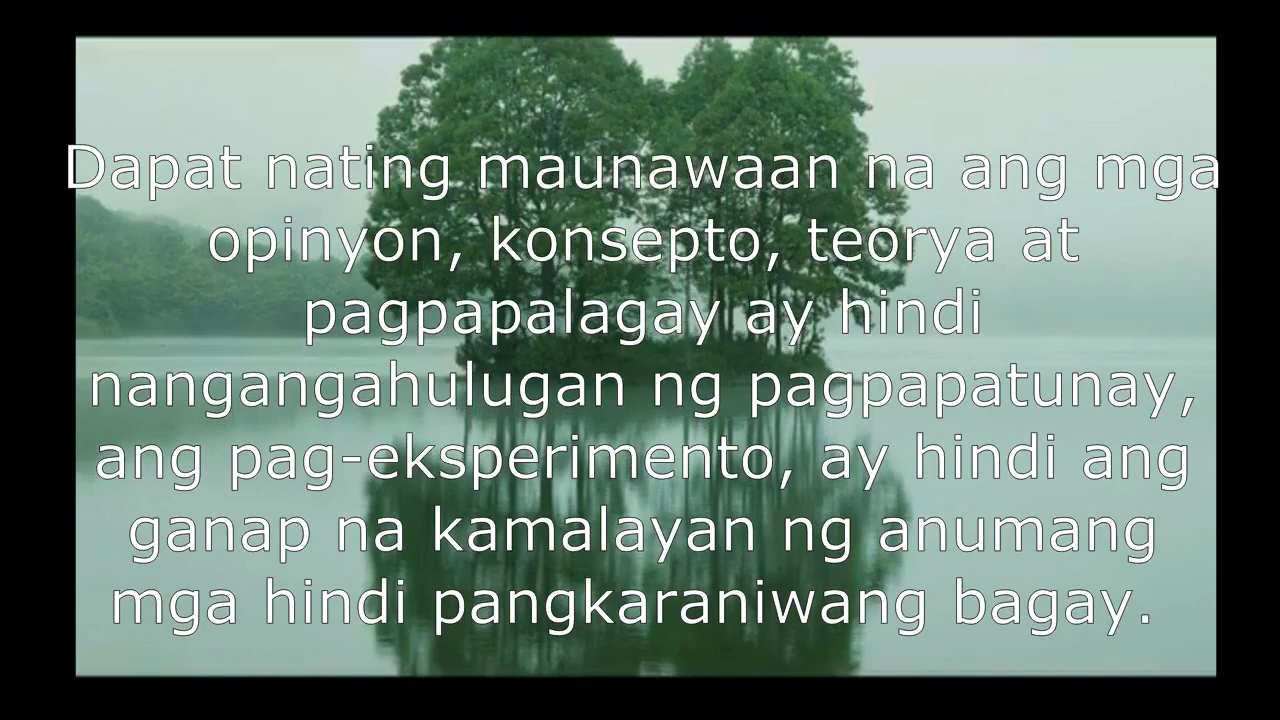 Dapat nating maunawaan na ang mga
opinyon, konsepto, teorya at
pagpapalagay ay hindi
nangangahulugan ng pagpapatunay,
ang pag-eksperimento, ay hindi ang
ganap na kamalayan ng anumang
mga hindi pangkaraniwang bagay.